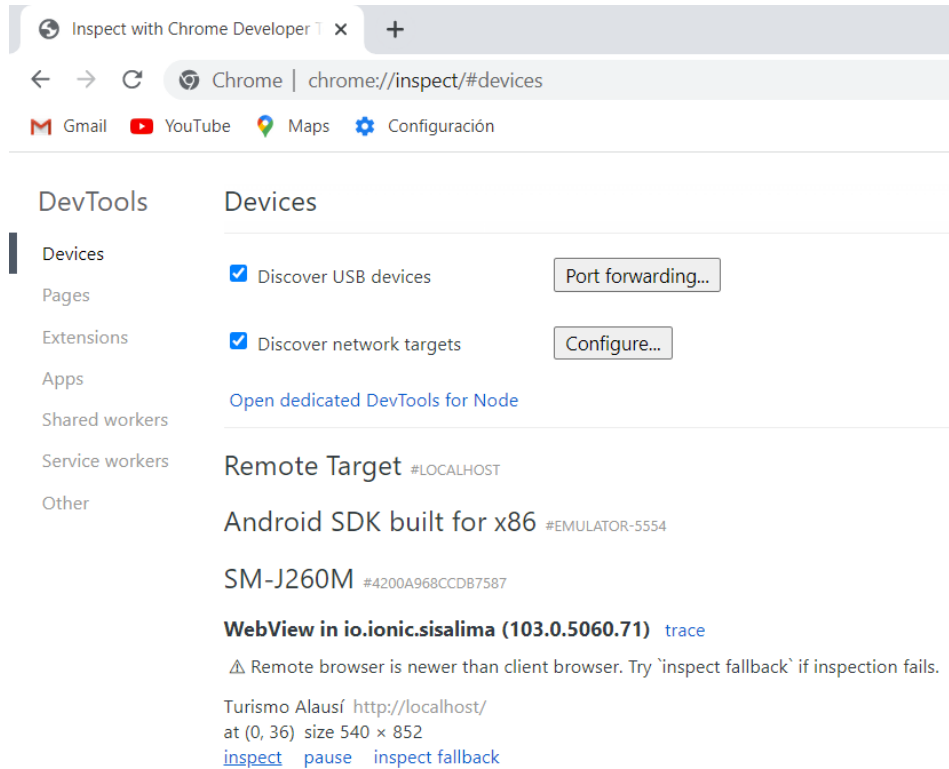 Inspect with Chrome Developer T
Chrome | chrome://inspect/#devices
Gmail YouTube Maps Configuración
DevTools
Devices
Pages
Extensions
Apps
Shared workers
Service workers
Other
Devices
Discover USB devices Port forwarding...
Discover network targets Configure...
Open dedicated DevTools for Node
Remote Target #LOCALHOST
Android SDK built for x86 #EMULATOR-5554
SM-J260M #4200A968CCDB7587
WebView in io.ionic.sisalima (103.0.5060.71) trace
⚠ Remote browser is newer than client browser. Try `inspect fallback` if inspection fails.
Turismo Alausí http://localhost/
at (0, 36) size 540 × 852
inspect pause inspect fallback